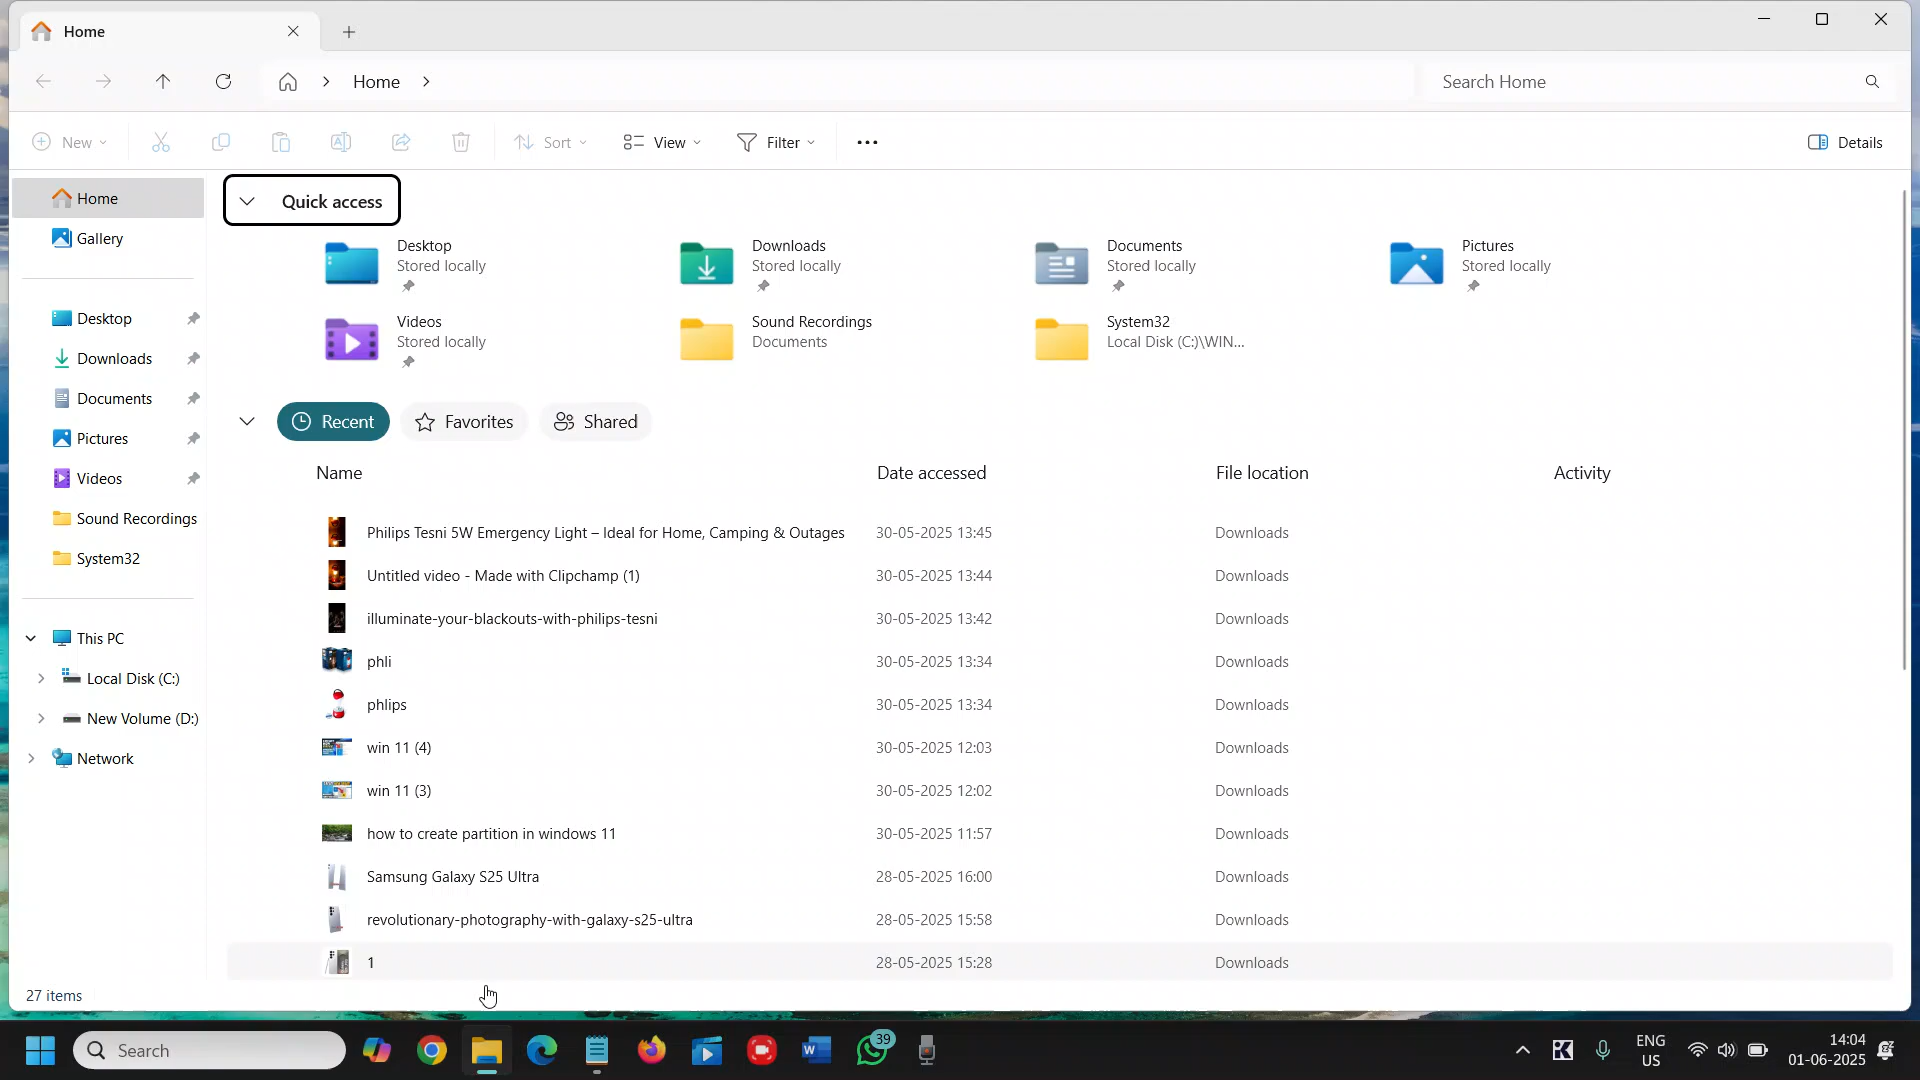 Home
Home
Search Home
New
Sort
View
Filter
Details
Home
Gallery
Desktop
Downloads
Documents
Pictures
Videos
Sound Recordings
System32
This PC
Local Disk (C:)
New Volume (D:)
Network
Quick access
Desktop
Stored locally
Downloads
Stored locally
Documents
Stored locally
Pictures
Stored locally
Videos
Stored locally
Sound Recordings
Documents
System32
Local Disk (C:)\WIN...
Recent Favorites Shared
Name Date accessed File location Activity
Philips Tesni 5W Emergency Light – Ideal for Home, Camping & Outages 30-05-2025 13:45 Downloads
Untitled video - Made with Clipchamp (1) 30-05-2025 13:44 Downloads
illuminate-your-blackouts-with-philips-tesni 30-05-2025 13:42 Downloads
phli 30-05-2025 13:34 Downloads
phlips 30-05-2025 13:34 Downloads
win 11 (4) 30-05-2025 12:03 Downloads
win 11 (3) 30-05-2025 12:02 Downloads
how to create partition in windows 11 30-05-2025 11:57 Downloads
Samsung Galaxy S25 Ultra 28-05-2025 16:00 Downloads
revolutionary-photography-with-galaxy-s25-ultra 28-05-2025 15:58 Downloads
1 28-05-2025 15:28 Downloads
27 items
Search
39
ENG
US
14:04
01-06-2025